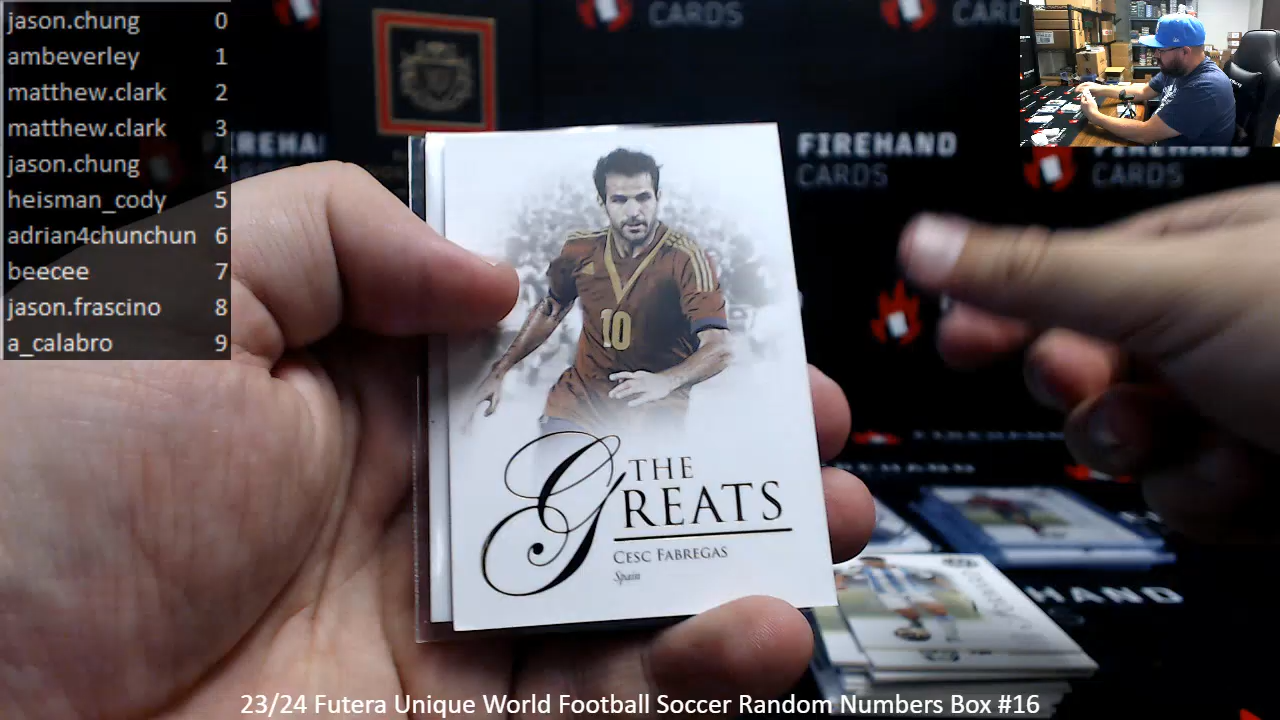 jason.chung 0
ambeverley 1
matthew.clark 2
matthew.clark 3
jason.chung 4
heisman_cody 5
adrian4chunchun 6
beecee 7
jason.frascino 8
a_calabro 9
CARDS
CARDS
FIREHA
FIREHAND
CARDS
FIREHAND
CARDS
10
THE
GREATS
CESC FABREGAS
Spain
HAND
23/24 Futera Unique World Football Soccer Random Numbers Box #16